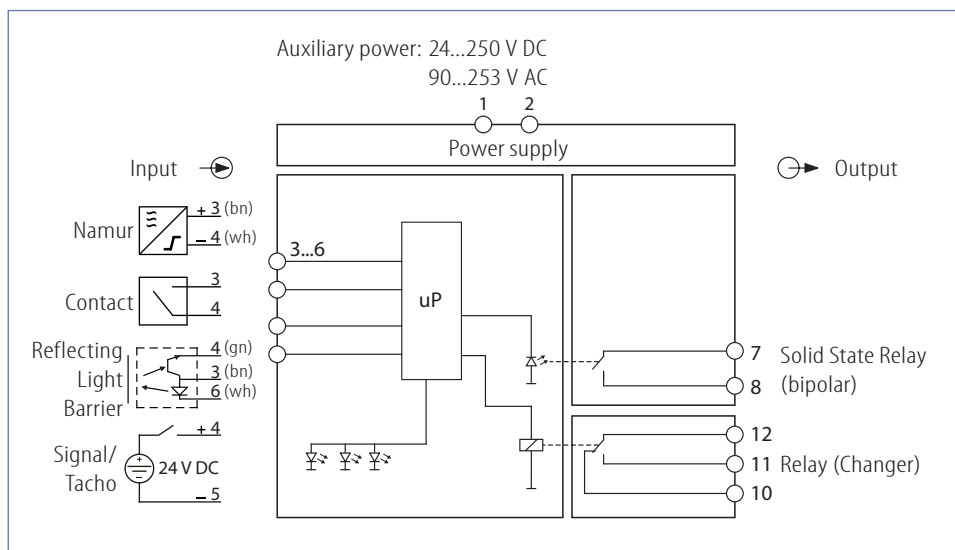 Auxiliary power: 24...250 V DC
90...253 V AC
1 2
Power supply
Input
Output
Namur
+ 3 (bn)
– 4 (wh)
Contact
3
4
Reflecting
Light
Barrier
4 (gn)
3 (bn)
6 (wh)
Signal/
Tacho
+ 4
24 V DC
– 5
3...6
uP
7
8
Solid State Relay
(bipolar)
12
11
10
Relay (Changer)